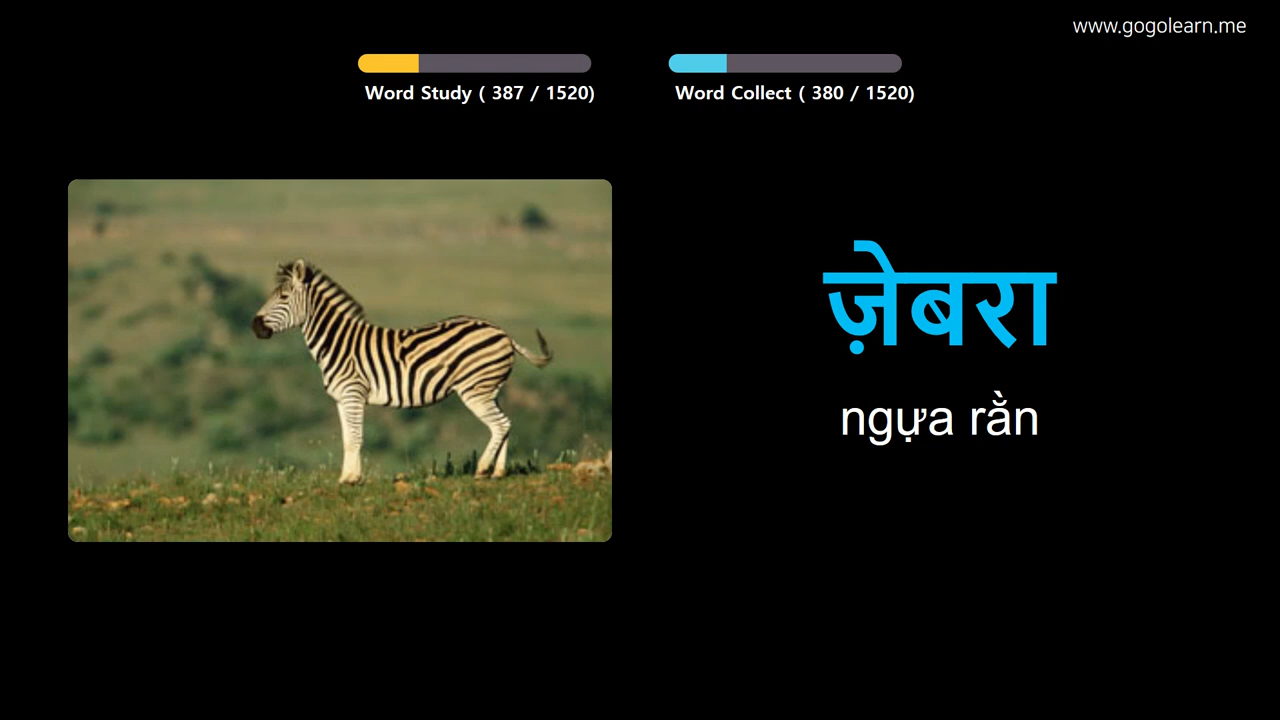 www.gogolearn.me
Word Study ( 387 / 1520)
Word Collect ( 380 / 1520)
ज़ेबरा
ngựa rằn